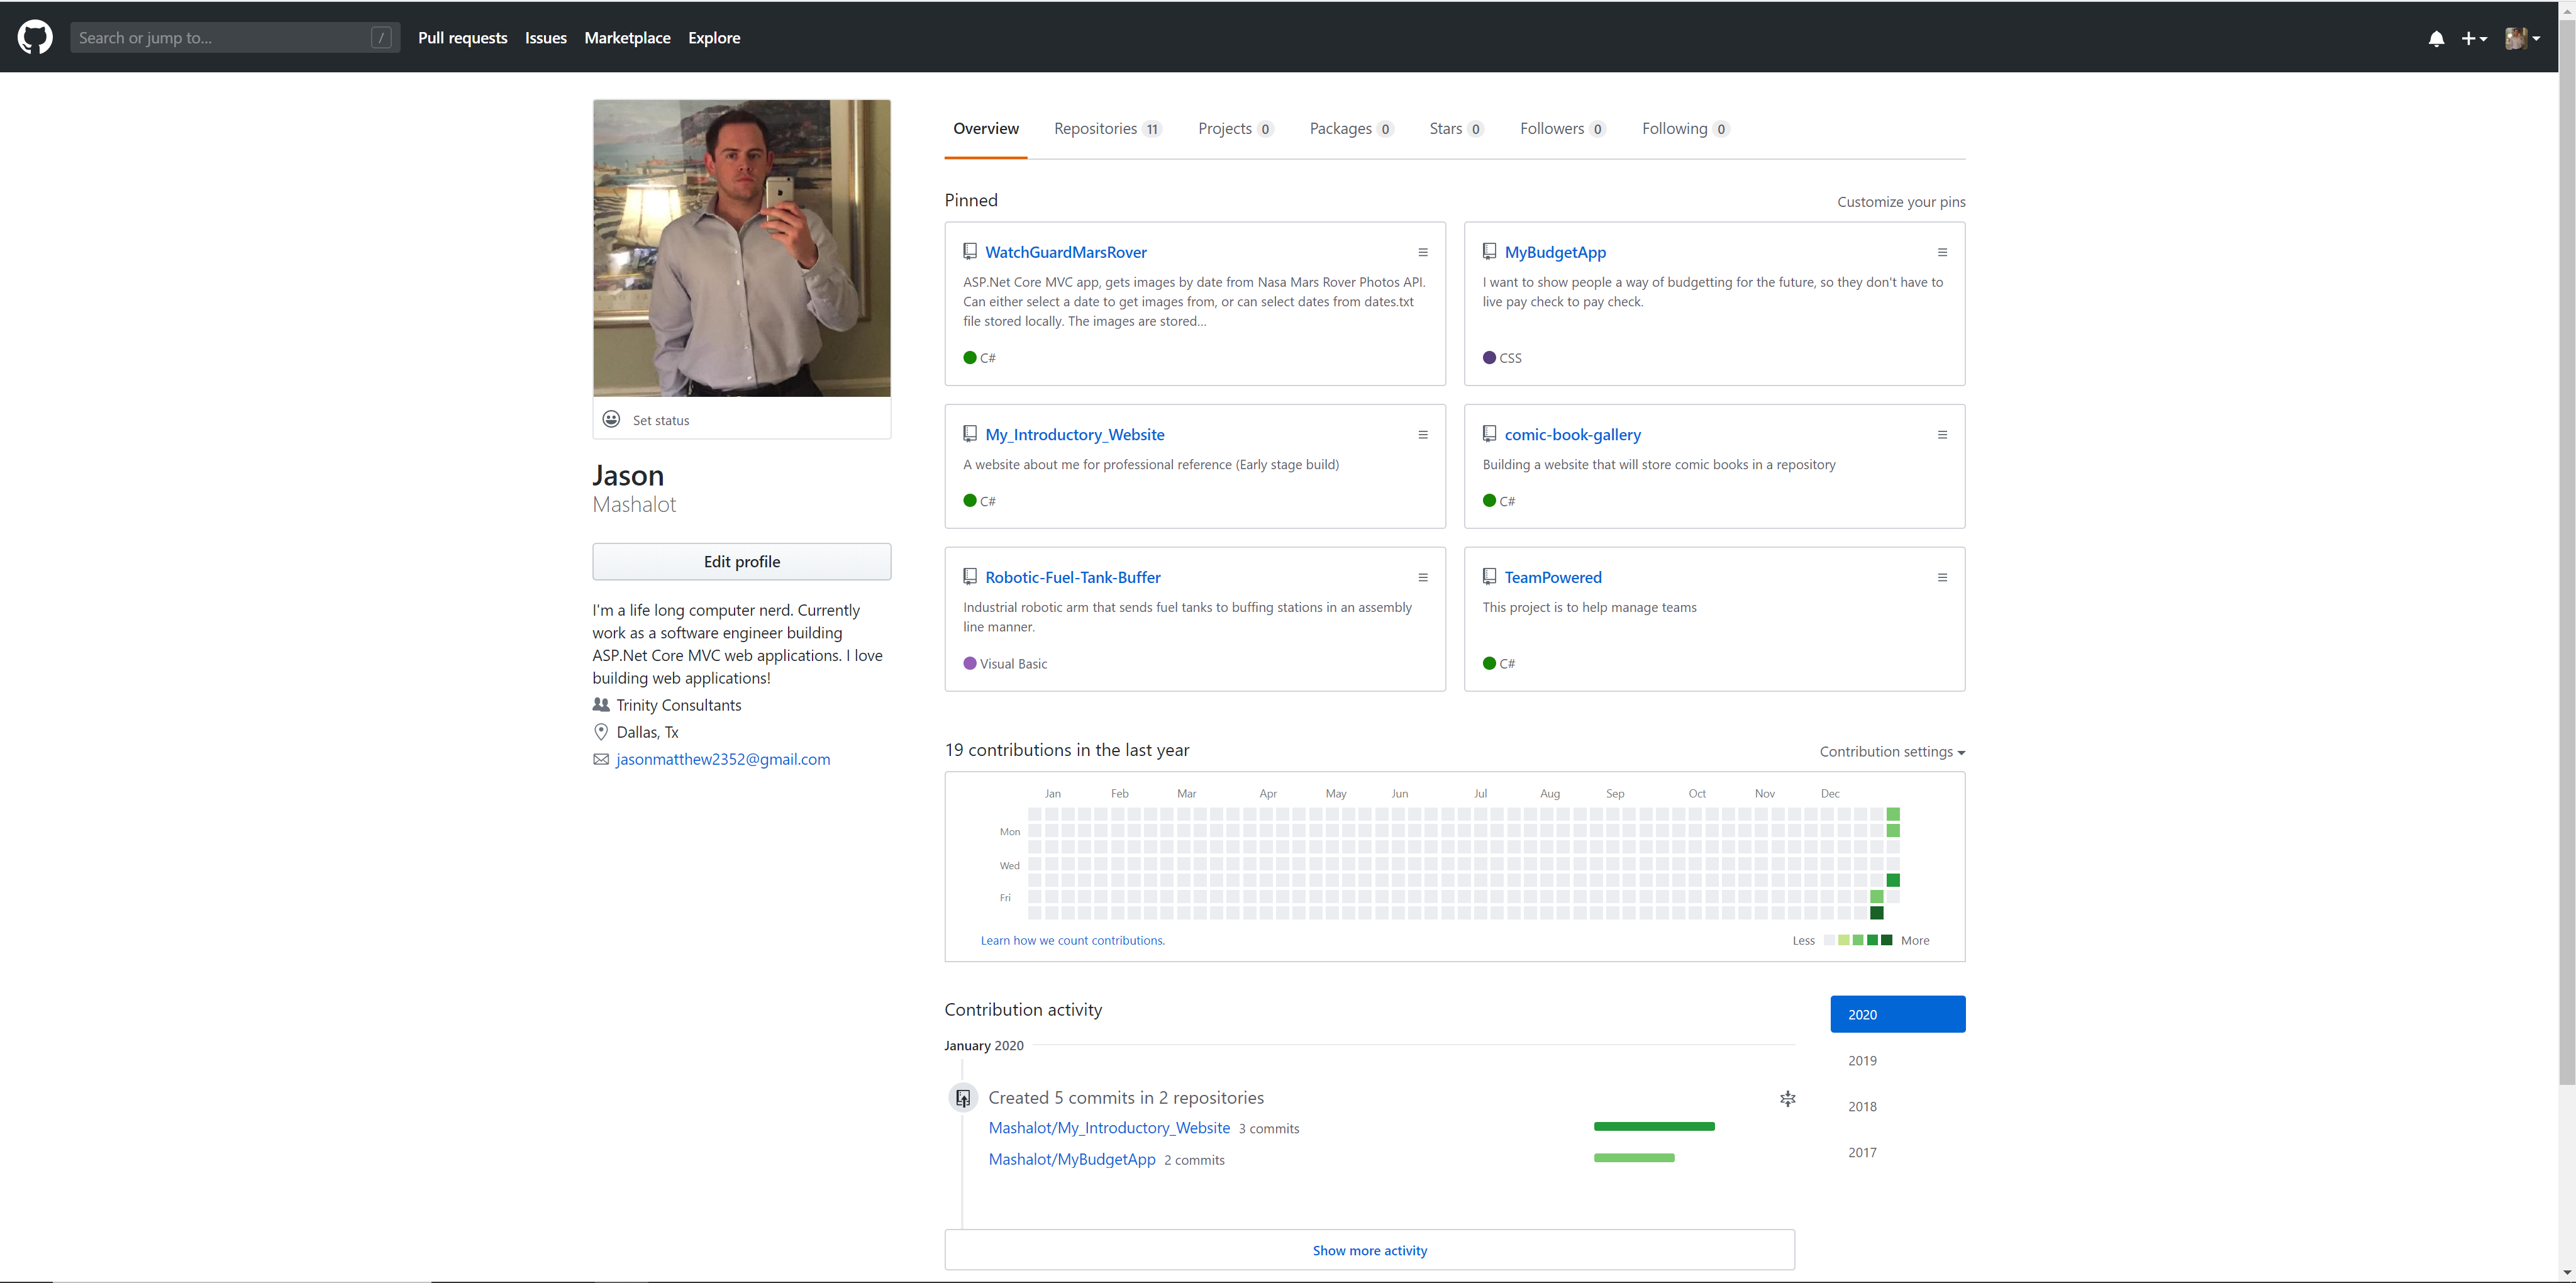 Search or jump to...
/
Pull requests
Issues
Marketplace
Explore
Set status
Jason
Mashalot
Edit profile
I'm a life long computer nerd. Currently
work as a software engineer building
ASP.Net Core MVC web applications. I love
building web applications!
Trinity Consultants
Dallas, Tx
jasonmatthew2352@gmail.com
Overview
Repositories 11
Projects 0
Packages 0
Stars 0
Followers 0
Following 0
Pinned
Customize your pins
WatchGuardMarsRover
ASP.Net Core MVC app, gets images by date from Nasa Mars Rover Photos API.
Can either select a date to get images from, or can select dates from dates.txt
file stored locally. The images are stored...
C#
MyBudgetApp
I want to show people a way of budgetting for the future, so they don't have to
live pay check to pay check.
CSS
My_Introductory_Website
A website about me for professional reference (Early stage build)
C#
comic-book-gallery
Building a website that will store comic books in a repository
C#
Robotic-Fuel-Tank-Buffer
Industrial robotic arm that sends fuel tanks to buffing stations in an assembly
line manner.
Visual Basic
TeamPowered
This project is to help manage teams
C#
19 contributions in the last year
Contribution settings
Jan Feb Mar Apr May Jun Jul Aug Sep Oct Nov Dec
Mon
Wed
Fri
Learn how we count contributions.
Less
More
Contribution activity
January 2020
Created 5 commits in 2 repositories
Mashalot/My_Introductory_Website 3 commits
Mashalot/MyBudgetApp 2 commits
Show more activity
2020
2019
2018
2017